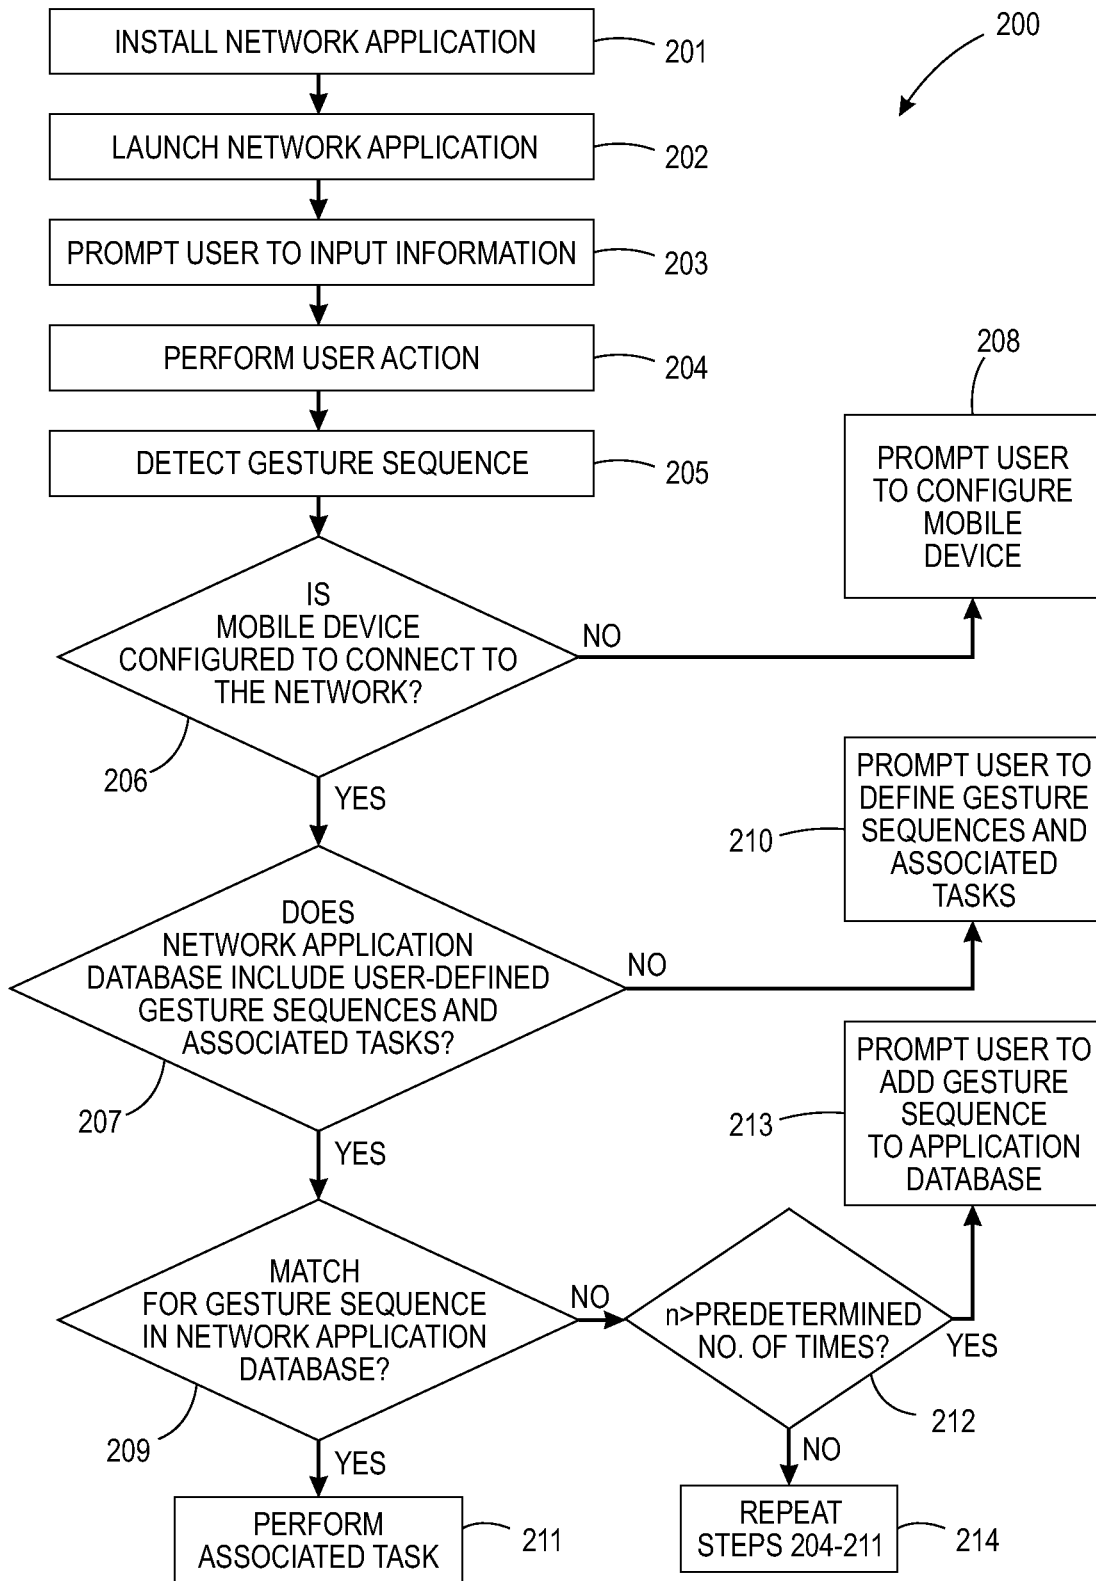 INSTALL NETWORK APPLICATION
201
200
LAUNCH NETWORK APPLICATION
202
PROMPT USER TO INPUT INFORMATION
203
PERFORM USER ACTION
204
DETECT GESTURE SEQUENCE
205
208
PROMPT USER
TO CONFIGURE
MOBILE
DEVICE
IS
MOBILE DEVICE
CONFIGURED TO CONNECT TO
THE NETWORK?
NO
206
YES
210
PROMPT USER TO
DEFINE GESTURE
SEQUENCES AND
ASSOCIATED
TASKS
DOES
NETWORK APPLICATION
DATABASE INCLUDE USER-DEFINED
GESTURE SEQUENCES AND
ASSOCIATED TASKS?
NO
207
YES
213
PROMPT USER TO
ADD GESTURE
SEQUENCE
TO APPLICATION
DATABASE
MATCH
FOR GESTURE SEQUENCE
IN NETWORK APPLICATION
DATABASE?
NO
n>PREDETERMINED
NO. OF TIMES?
YES
209
212
YES
NO
PERFORM
ASSOCIATED TASK
211
REPEAT
STEPS 204-211
214